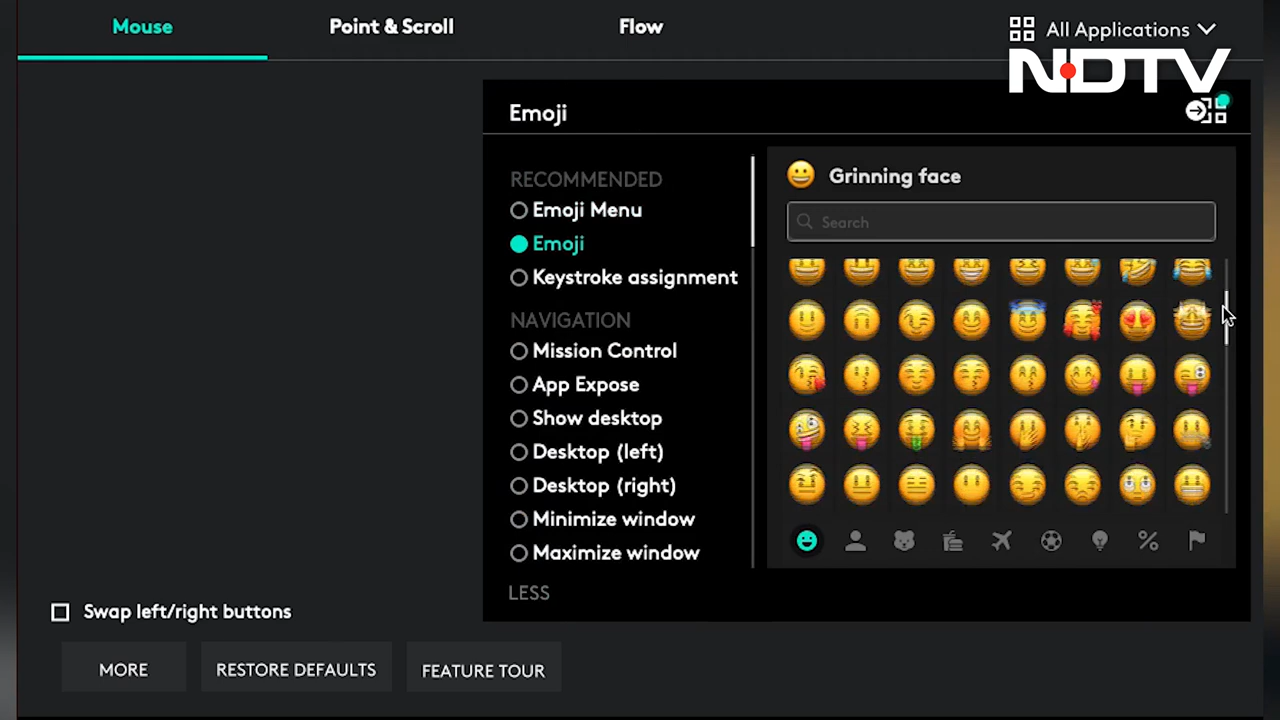 Mouse
Point & Scroll
Flow
All Applications
NDTV
Emoji
RECOMMENDED
Emoji Menu
Emoji
Keystroke assignment
NAVIGATION
Mission Control
App Expose
Show desktop
Desktop (left)
Desktop (right)
Minimize window
Maximize window
LESS
Grinning face
Search
Swap left/right buttons
MORE
RESTORE DEFAULTS
FEATURE TOUR